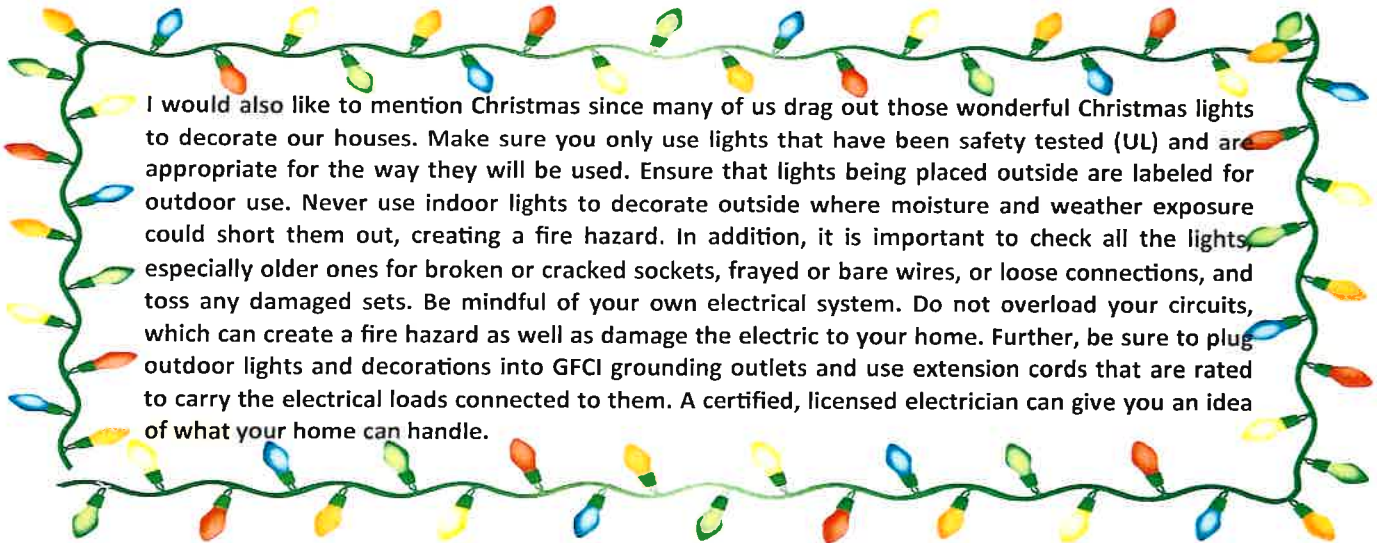 I would also like to mention Christmas since many of us drag out those wonderful Christmas lights
to decorate our houses. Make sure you only use lights that have been safety tested (UL) and are
appropriate for the way they will be used. Ensure that lights being placed outside are labeled for
outdoor use. Never use indoor lights to decorate outside where moisture and weather exposure
could short them out, creating a fire hazard. In addition, it is important to check all the lights,
especially older ones for broken or cracked sockets, frayed or bare wires, or loose connections, and
toss any damaged sets. Be mindful of your own electrical system. Do not overload your circuits,
which can create a fire hazard as well as damage the electric to your home. Further, be sure to plug
outdoor lights and decorations into GFCI grounding outlets and use extension cords that are rated
to carry the electrical loads connected to them. A certified, licensed electrician can give you an idea
of what your home can handle.